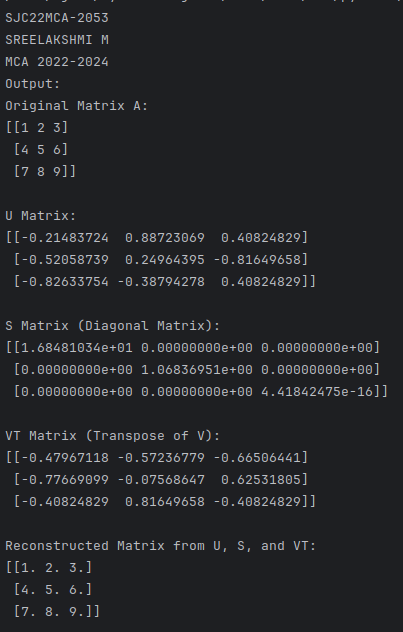 SJC22MCA-2053
SREELAKSHMI M
MCA 2022-2024
Output:
Original Matrix A:
[[1 2 3]
 [4 5 6]
 [7 8 9]]

U Matrix:
[[-0.21483724  0.88723069  0.40824829]
 [-0.52058739  0.24964395 -0.81649658]
 [-0.82633754 -0.38794278  0.40824829]]

S Matrix (Diagonal Matrix):
[[1.68481034e+01 0.00000000e+00 0.00000000e+00]
 [0.00000000e+00 1.06836951e+00 0.00000000e+00]
 [0.00000000e+00 0.00000000e+00 4.41842475e-16]]

VT Matrix (Transpose of V):
[[-0.47967118 -0.57236779 -0.66506441]
 [-0.77669099 -0.07568647  0.62531805]
 [-0.40824829  0.81649658 -0.40824829]]

Reconstructed Matrix from U, S, and VT:
[[1. 2. 3.]
 [4. 5. 6.]
 [7. 8. 9.]]